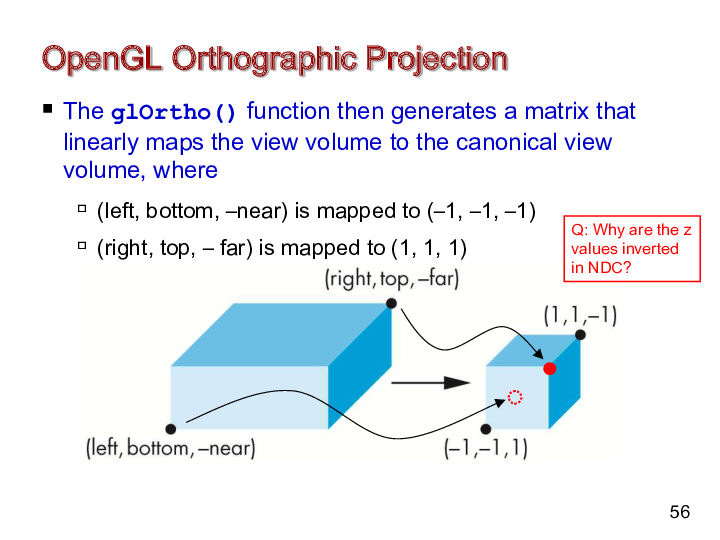 OpenGL Orthographic Projection
■ The glOrtho() function then generates a matrix that
linearly maps the view volume to the canonical view
volume, where
▫ (left, bottom, –near) is mapped to (–1, –1, –1)
▫ (right, top, – far) is mapped to (1, 1, 1)
Q: Why are the z
values inverted
in NDC?
(right,top,–far)
(1,1,–1)
(left,bottom,–near)
(–1,–1,1)
56